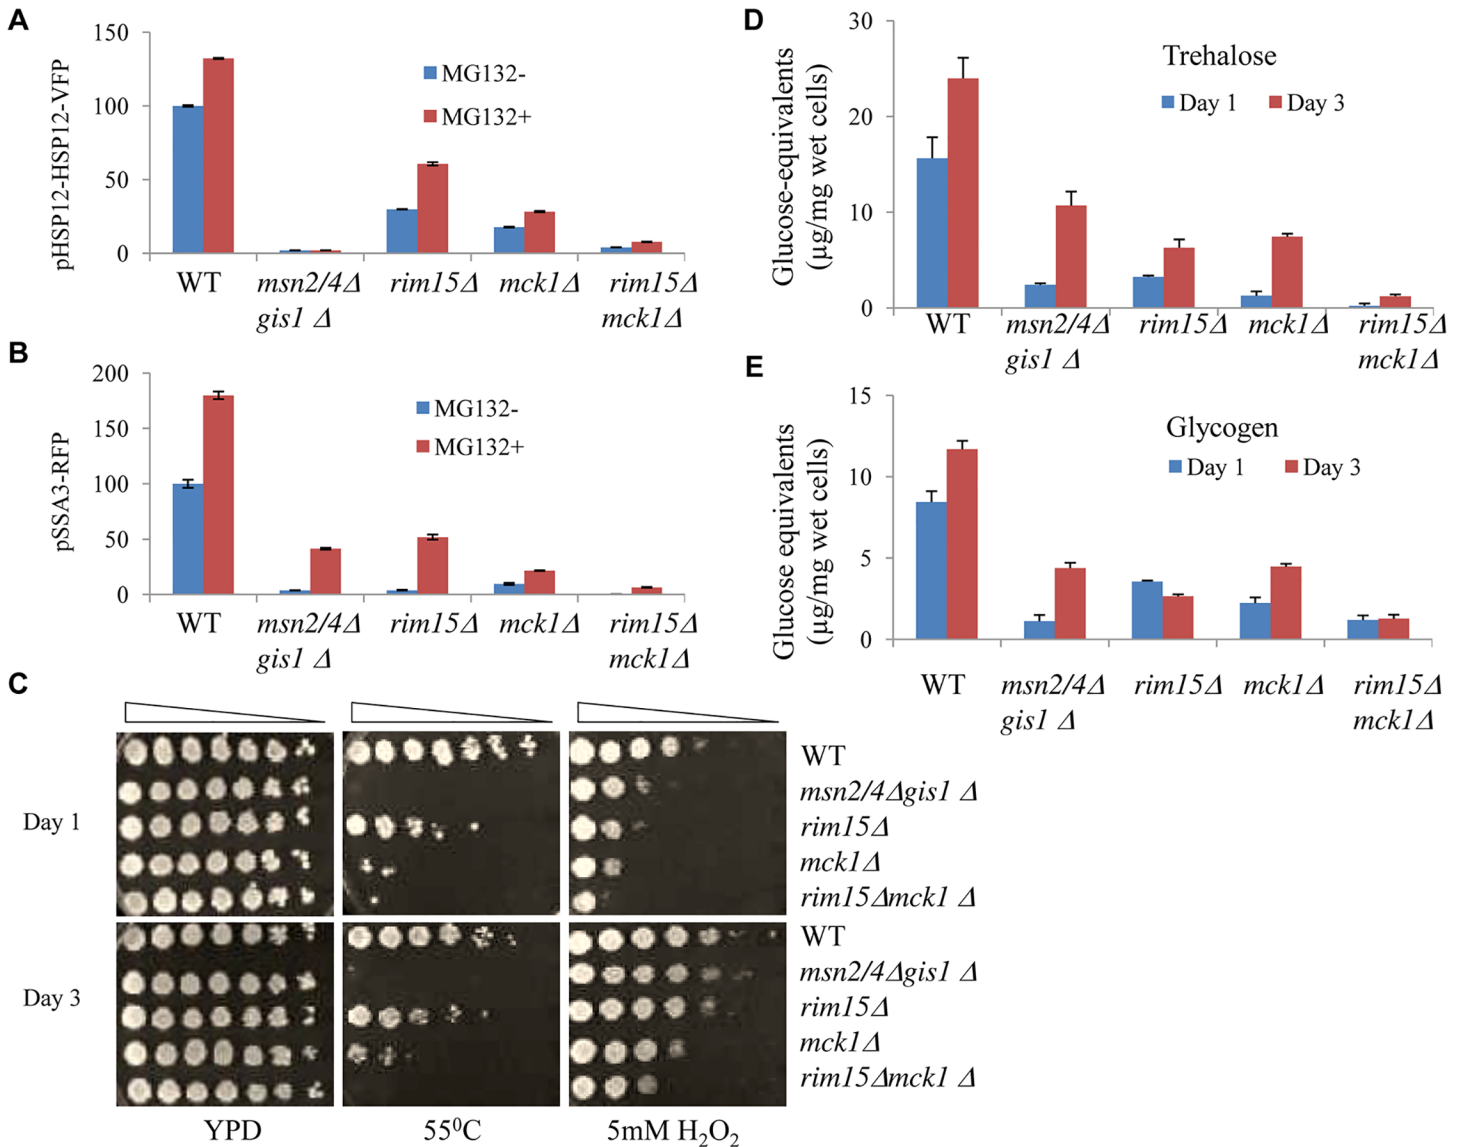 A
150
100
50
0
pHSP12-HSP12-VFP
MG132-
MG132+
WT
msn2/4Δ
gis1 Δ
rim15Δ
mck1Δ
rim15Δ
mck1Δ
B
200
150
100
50
0
pSSA3-RFP
MG132-
MG132+
WT
msn2/4Δ
gis1 Δ
rim15Δ
mck1Δ
rim15Δ
mck1Δ
C
Day 1
Day 3
WT
msn2/4Δgis1 Δ
rim15Δ
mck1Δ
rim15Δmck1 Δ
WT
msn2/4Δgis1 Δ
rim15Δ
mck1Δ
rim15Δmck1 Δ
YPD
55⁰C
5mM H₂O₂
D
30
20
10
0
Glucose-equivalents
(µg/mg wet cells)
Trehalose
Day 1
Day 3
WT
msn2/4Δ
gis1 Δ
rim15Δ
mck1Δ
rim15Δ
mck1Δ
E
15
10
5
0
Glucose equivalents
(µg/mg wet cells)
Glycogen
Day 1
Day 3
WT
msn2/4Δ
gis1 Δ
rim15Δ
mck1Δ
rim15Δ
mck1Δ